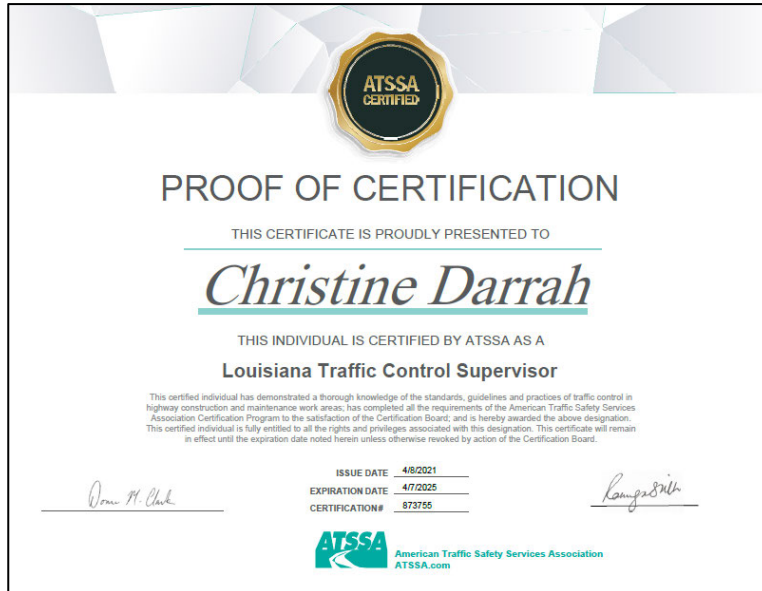 ATSSA
CERTIFIED
PROOF OF CERTIFICATION
THIS CERTIFICATE IS PROUDLY PRESENTED TO
Christine Darrah
THIS INDIVIDUAL IS CERTIFIED BY ATSSA AS A
Louisiana Traffic Control Supervisor
This certified individual has demonstrated a thorough knowledge of the standards, guidelines and practices of traffic control in
highway construction and maintenance work areas; has completed all the requirements of the American Traffic Safety Services
Association Certification Program to the satisfaction of the Certification Board; and is hereby awarded the above designation.
This certified individual is fully entitled to all the rights and privileges associated with this designation. This certificate will remain
in effect until the expiration date noted herein unless otherwise revoked by action of the Certification Board.
ISSUE DATE 4/8/2021
EXPIRATION DATE 4/7/2025
CERTIFICATION# 873755
Donna M. Clark
ATSSA
American Traffic Safety Services Association
ATSSA.com